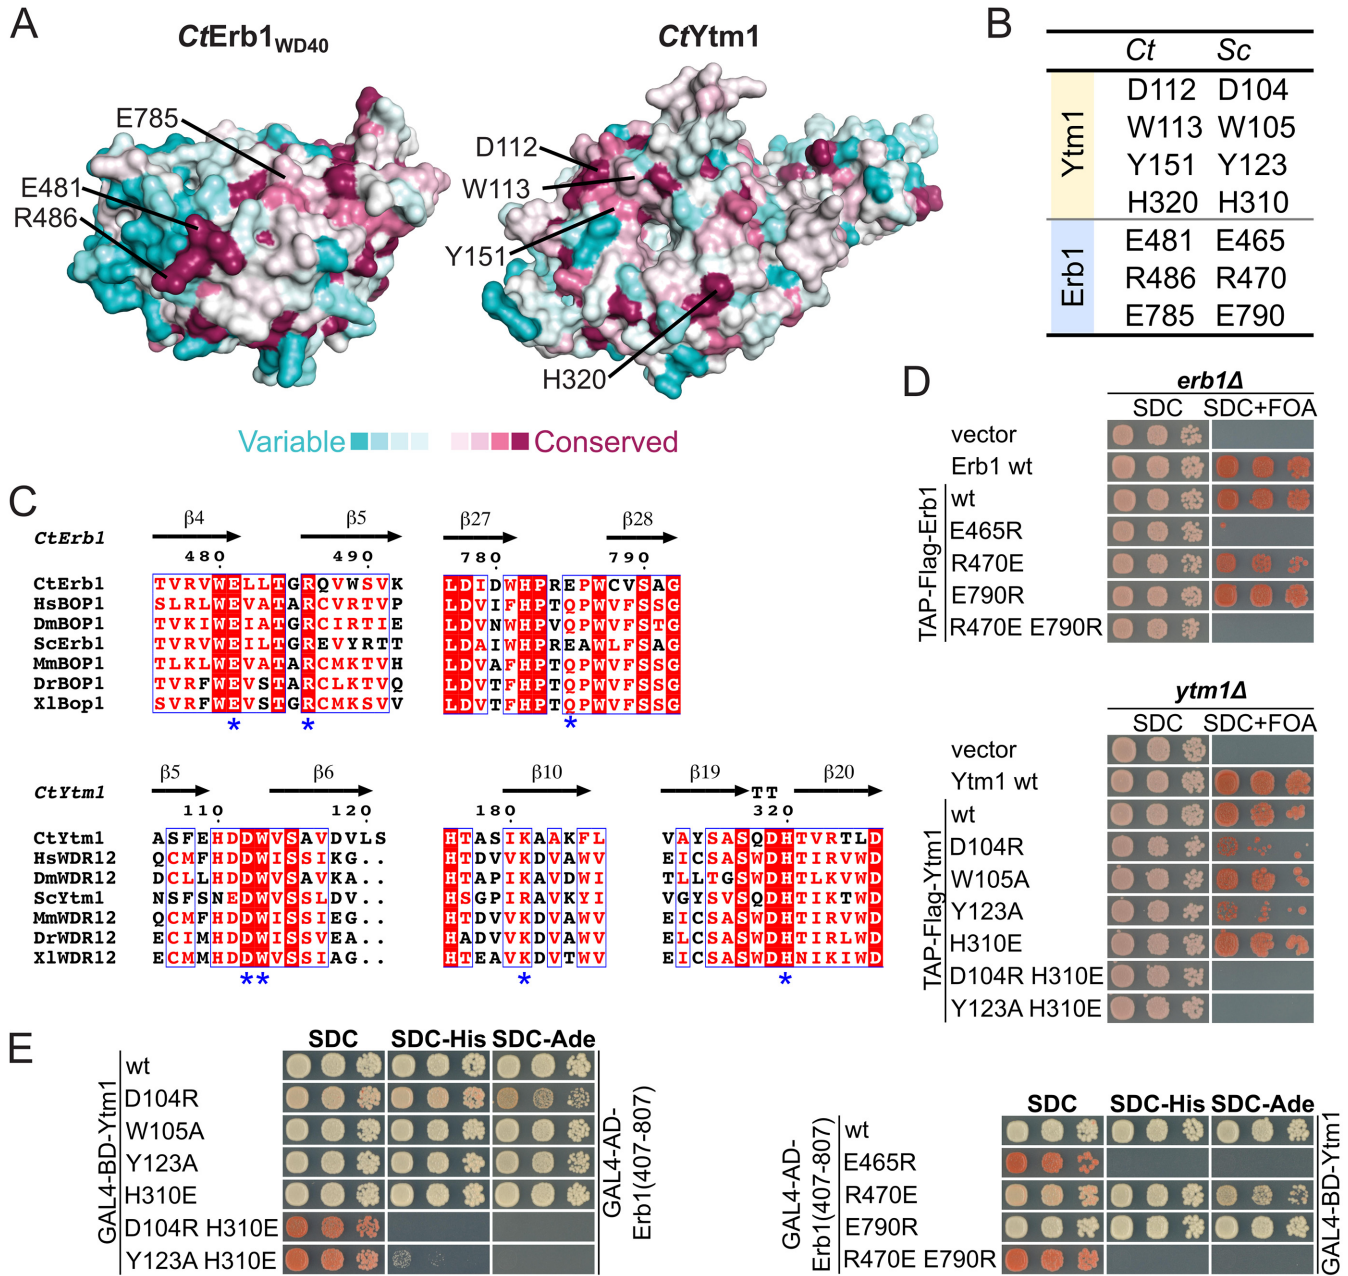 A
CtErb1WD40
CtYtm1
E785
E481
R486
D112
W113
Y151
H320
Variable
Conserved
B
Ct Sc
Ytm1
D112 D104
W113 W105
Y151 Y123
H320 H310
Erb1
E481 E465
R486 R470
E785 E790
C
β4 β5 β27 β28
CtErb1
480 490 780 790
CtErb1 TVRVWELLTGRQVWSVK LDIDWHPREPWCVSAG
HsBOP1 SLRLWEVATARCVRTVP LDVIFHPTQPWVFSSG
DmBOP1 TVKIWEIATGRCIRTIE LDVNWHPVQPWVFSTG
ScErb1 TVRVWEILTGREVYRTT LDAIWHPREAWLFSAG
MmBOP1 TLKLWEVATARCMKTVH LDVAFHPTQPWVFSSG
DrBOP1 TVRFWEVSTARCLKTVQ LDVTFHPTQPWVFSSG
XlBop1 SVRFWEVSTGRCMKSVV LDVTFHPTQPWVFSSG
* * *
β5 β6 β10 β19 β20
CtYtm1 TT
110 120 180 320
CtYtm1 ASFEHDDWVSAVDVLS HTASIKAAKFL VAYSASQDHTVRTLD
HsWDR12 QCMFHDDWISSIKG.. HTQPIKDVAWV EICSASWDHTIRVWD
DmWDR12 DCLLHDDWISAVKA.. HTAPIKAVDWI TLLTGSWDHTLKVWD
ScYtm1 NSFSNEDWVSSLDV.. HSGPIRAVKYI VGYSVSQDHTIKTWD
MmWDR12 QCMFHDDWISSIEG.. HTDVVKDVAWV EICSASWDHTIRVWD
DrWDR12 ECIMHDDWISSVEA.. HADVVKDVAWV ELCSASWDHTIRLWD
XlWDR12 ECMMHDDWISSVAG.. HTEAVKDVTWV EICSASWDHNIKIWD
** * *
D
erb1Δ
SDC SDC+FOA
vector
Erb1 wt
TAP-Flag-Erb1
wt
E465R
R470E
E790R
R470E E790R
ytm1Δ
SDC SDC+FOA
vector
Ytm1 wt
TAP-Flag-Ytm1
wt
D104R
W105A
Y123A
H310E
D104R H310E
Y123A H310E
E
SDC SDC-His SDC-Ade
GAL4-BD-Ytm1
wt
D104R
W105A
Y123A
H310E
D104R H310E
Y123A H310E
GAL4-AD-
Erb1(407-807)
SDC SDC-His SDC-Ade
GAL4-AD-
Erb1(407-807)
wt
E465R
R470E
E790R
R470E E790R
GAL4-BD-Ytm1